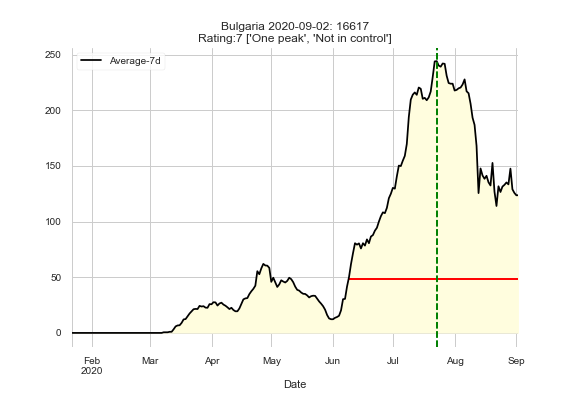 Bulgaria 2020-09-02: 16617
Rating:7 ['One peak', 'Not in control']
Average-7d
250
200
150
100
50
0
Feb Mar Apr May Jun Jul Aug Sep
2020
Date